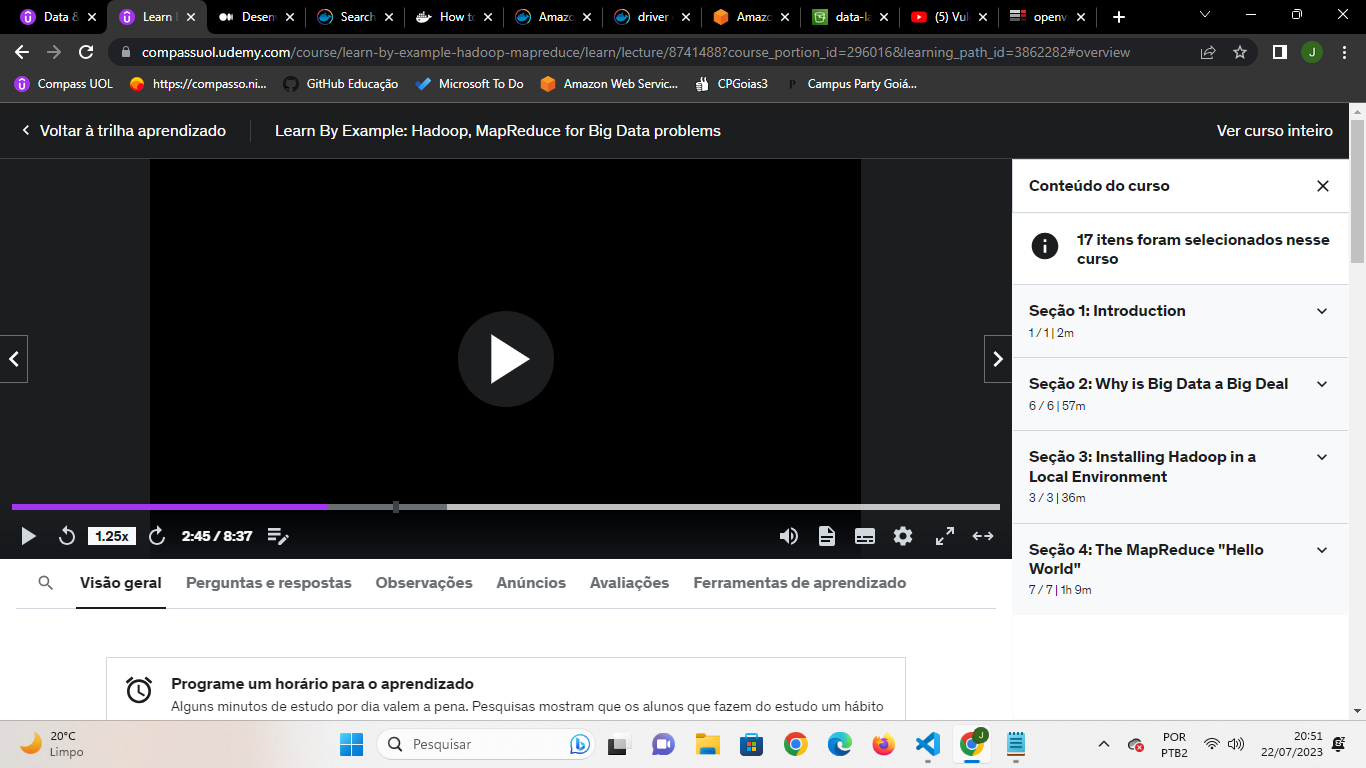 Data &
Learn
Desen
Search
How to
Amazo
driver
Amazo
data-la
(5) Vul
openv
compassuol.udemy.com/course/learn-by-example-hadoop-mapreduce/learn/lecture/8741488?course_portion_id=296016&learning_path_id=3862282#overview
J
Compass UOL
https://compasso.ni...
GitHub Educação
Microsoft To Do
Amazon Web Servic...
CPGoias3
P Campus Party Goiá...
Voltar à trilha aprendizado
Learn By Example: Hadoop, MapReduce for Big Data problems
Ver curso inteiro
Conteúdo do curso
17 itens foram selecionados nesse
curso
Seção 1: Introduction
1 / 1 | 2m
Seção 2: Why is Big Data a Big Deal
6 / 6 | 57m
Seção 3: Installing Hadoop in a
Local Environment
3 / 3 | 36m
Seção 4: The MapReduce "Hello
World"
7 / 7 | 1h 9m
1.25x
2:45 / 8:37
Visão geral
Perguntas e respostas
Observações
Anúncios
Avaliações
Ferramentas de aprendizado
Programe um horário para o aprendizado
Alguns minutos de estudo por dia valem a pena. Pesquisas mostram que os alunos que fazem do estudo um hábito
20°C
Limpo
Pesquisar
J
POR
PTB2
20:51
22/07/2023